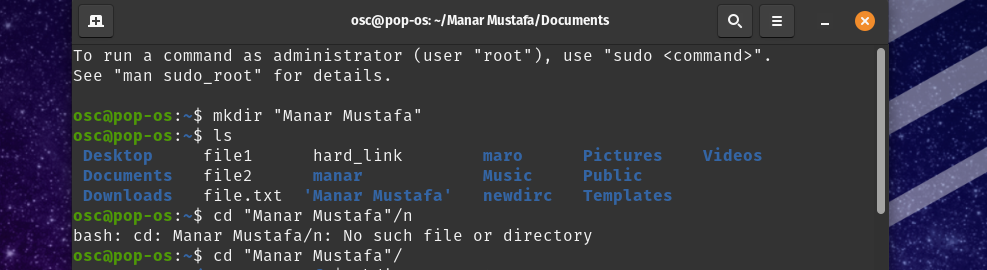 osc@pop-os: ~/Manar Mustafa/Documents
To run a command as administrator (user "root"), use "sudo <command>".
See "man sudo_root" for details.
osc@pop-os:~$ mkdir "Manar Mustafa"
osc@pop-os:~$ ls
Desktop file1 hard_link maro Pictures Videos
Documents file2 manar Music Public
Downloads file.txt 'Manar Mustafa' newdirc Templates
osc@pop-os:~$ cd "Manar Mustafa"/n
bash: cd: Manar Mustafa/n: No such file or directory
osc@pop-os:~$ cd "Manar Mustafa"/